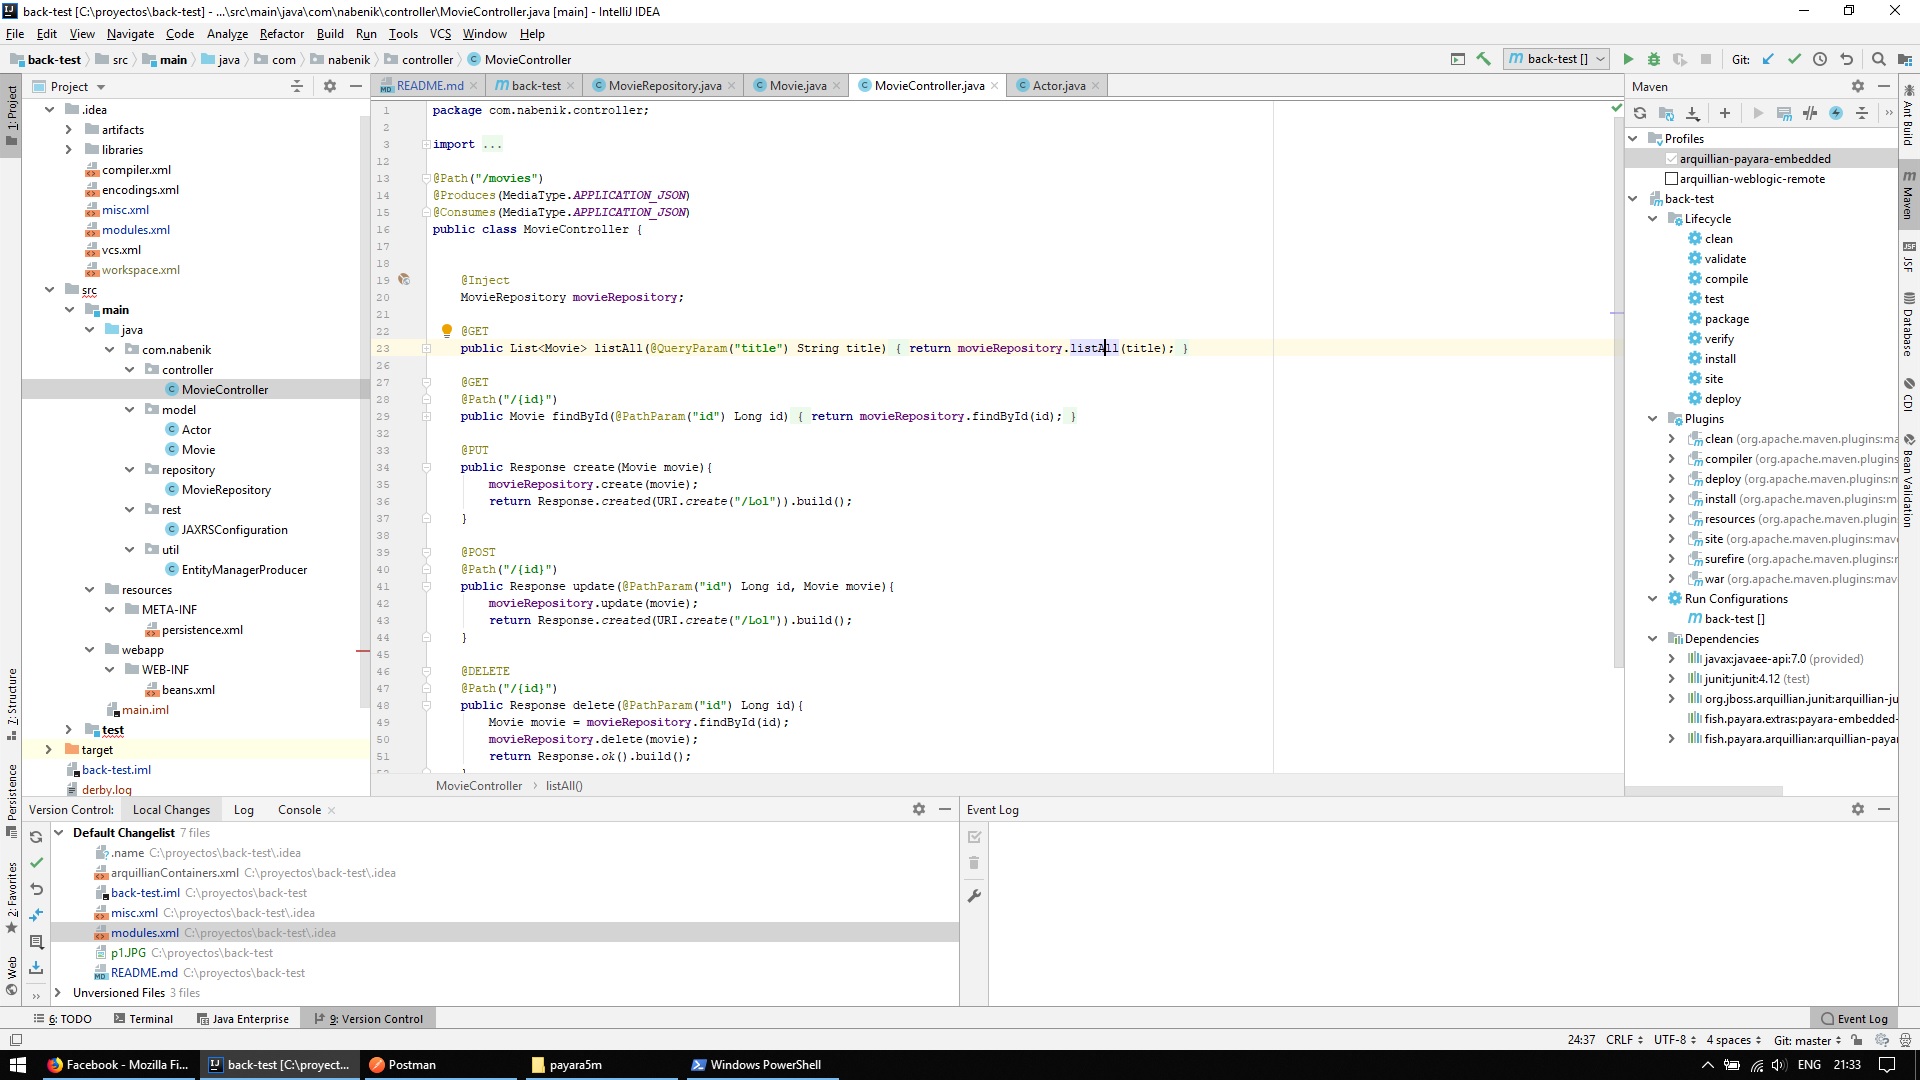 back-test [C:\proyectos\back-test] - ...\src\main\java\com\nabenik\controller\MovieController.java [main] - IntelliJ IDEA
File Edit View Navigate Code Analyze Refactor Build Run Tools VCS Window Help
back-test src main java com nabenik controller MovieController
back-test [] Git:
Project
README.md back-test MovieRepository.java Movie.java MovieController.java Actor.java
Maven
1: Project
7: Structure
Persistence
2: Favorites
Web
.idea
artifacts
libraries
compiler.xml
encodings.xml
misc.xml
modules.xml
vcs.xml
workspace.xml
src
main
java
com.nabenik
controller
MovieController
model
Actor
Movie
repository
MovieRepository
rest
JAXRSConfiguration
util
EntityManagerProducer
resources
META-INF
persistence.xml
webapp
WEB-INF
beans.xml
main.iml
test
target
back-test.iml
derby.log
1 package com.nabenik.controller;
2
3 import ...
12
13 @Path("/movies")
14 @Produces(MediaType.APPLICATION_JSON)
15 @Consumes(MediaType.APPLICATION_JSON)
16 public class MovieController {
17
18
19 @Inject
20 MovieRepository movieRepository;
21
22 @GET
23 public List<Movie> listAll(@QueryParam("title") String title) { return movieRepository.listAll(title); }
26
27 @GET
28 @Path("/{id}")
29 public Movie findById(@PathParam("id") Long id) { return movieRepository.findById(id); }
32
33 @PUT
34 public Response create(Movie movie){
35 movieRepository.create(movie);
36 return Response.created(URI.create("/Lol")).build();
37 }
38
39 @POST
40 @Path("/{id}")
41 public Response update(@PathParam("id") Long id, Movie movie){
42 movieRepository.update(movie);
43 return Response.created(URI.create("/Lol")).build();
44 }
45
46 @DELETE
47 @Path("/{id}")
48 public Response delete(@PathParam("id") Long id){
49 Movie movie = movieRepository.findById(id);
50 movieRepository.delete(movie);
51 return Response.ok().build();
MovieController listAll()
Profiles
arquillian-payara-embedded
arquillian-weblogic-remote
back-test
Lifecycle
clean
validate
compile
test
package
verify
install
site
deploy
Plugins
clean (org.apache.maven.plugins:ma
compiler (org.apache.maven.plugins
deploy (org.apache.maven.plugins:m
install (org.apache.maven.plugins:ma
resources (org.apache.maven.plugins
site (org.apache.maven.plugins:mave
surefire (org.apache.maven.plugins:m
war (org.apache.maven.plugins:mave
Run Configurations
back-test []
Dependencies
javax:javaee-api:7.0 (provided)
junit:junit:4.12 (test)
org.jboss.arquillian.junit:arquillian-ju
fish.payara.extras:payara-embedded-
fish.payara.arquillian:arquillian-paya
Ant Build
Maven
JSF
Database
CDI
Bean Validation
Version Control: Local Changes Log Console
Default Changelist 7 files
.name C:\proyectos\back-test\.idea
arquillianContainers.xml C:\proyectos\back-test\.idea
back-test.iml C:\proyectos\back-test
misc.xml C:\proyectos\back-test\.idea
modules.xml C:\proyectos\back-test\.idea
p1.JPG C:\proyectos\back-test
README.md C:\proyectos\back-test
Unversioned Files 3 files
Event Log
6: TODO Terminal Java Enterprise 9: Version Control Event Log
24:37 CRLF UTF-8 4 spaces Git: master
Facebook - Mozilla Fi... back-test [C:\proyect... Postman payara5m Windows PowerShell ENG 21:33